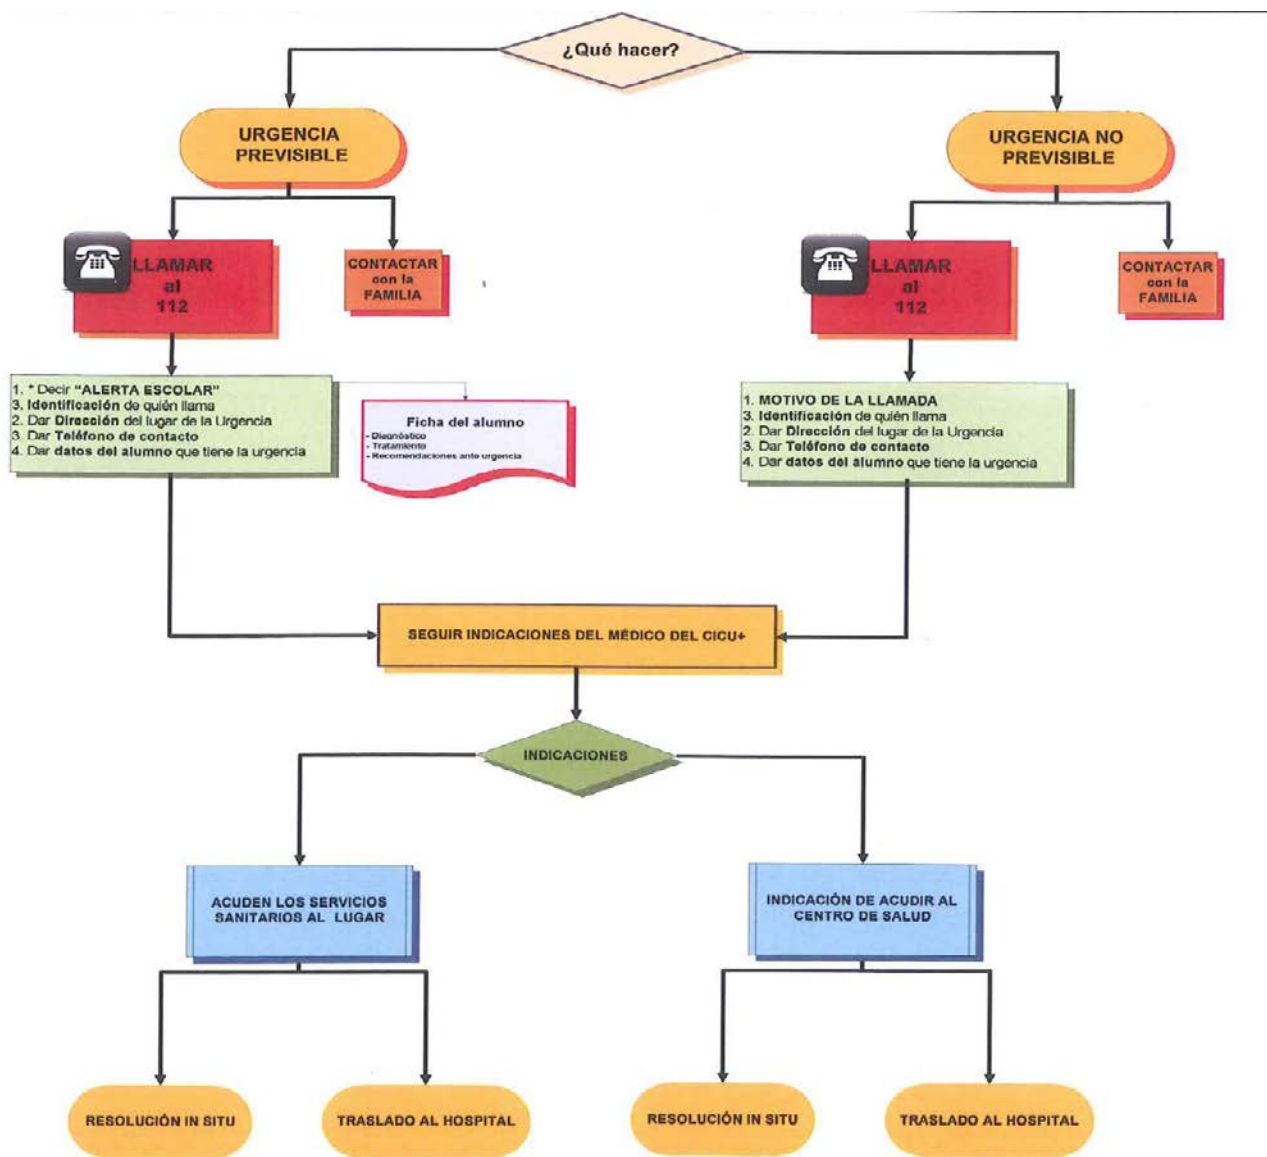 ¿Qué hacer?
URGENCIA
PREVISIBLE
URGENCIA NO
PREVISIBLE
LLAMAR
al
112
CONTACTAR
con la
FAMILIA
LLAMAR
al
112
CONTACTAR
con la
FAMILIA
1. * Decir “ALERTA ESCOLAR”
3. Identificación de quién llama
2. Dar Dirección del lugar de la Urgencia
3. Dar Teléfono de contacto
4. Dar datos del alumno que tiene la urgencia
Ficha del alumno
- Diagnóstico
- Tratamiento
- Recomendaciones ante urgencia
1. MOTIVO DE LA LLAMADA
3. Identificación de quién llama
2. Dar Dirección del lugar de la Urgencia
3. Dar Teléfono de contacto
4. Dar datos del alumno que tiene la urgencia
SEGUIR INDICACIONES DEL MÉDICO DEL CICU+
INDICACIONES
ACUDEN LOS SERVICIOS
SANITARIOS AL LUGAR
INDICACIÓN DE ACUDIR AL
CENTRO DE SALUD
RESOLUCIÓN IN SITU
TRASLADO AL HOSPITAL
RESOLUCIÓN IN SITU
TRASLADO AL HOSPITAL